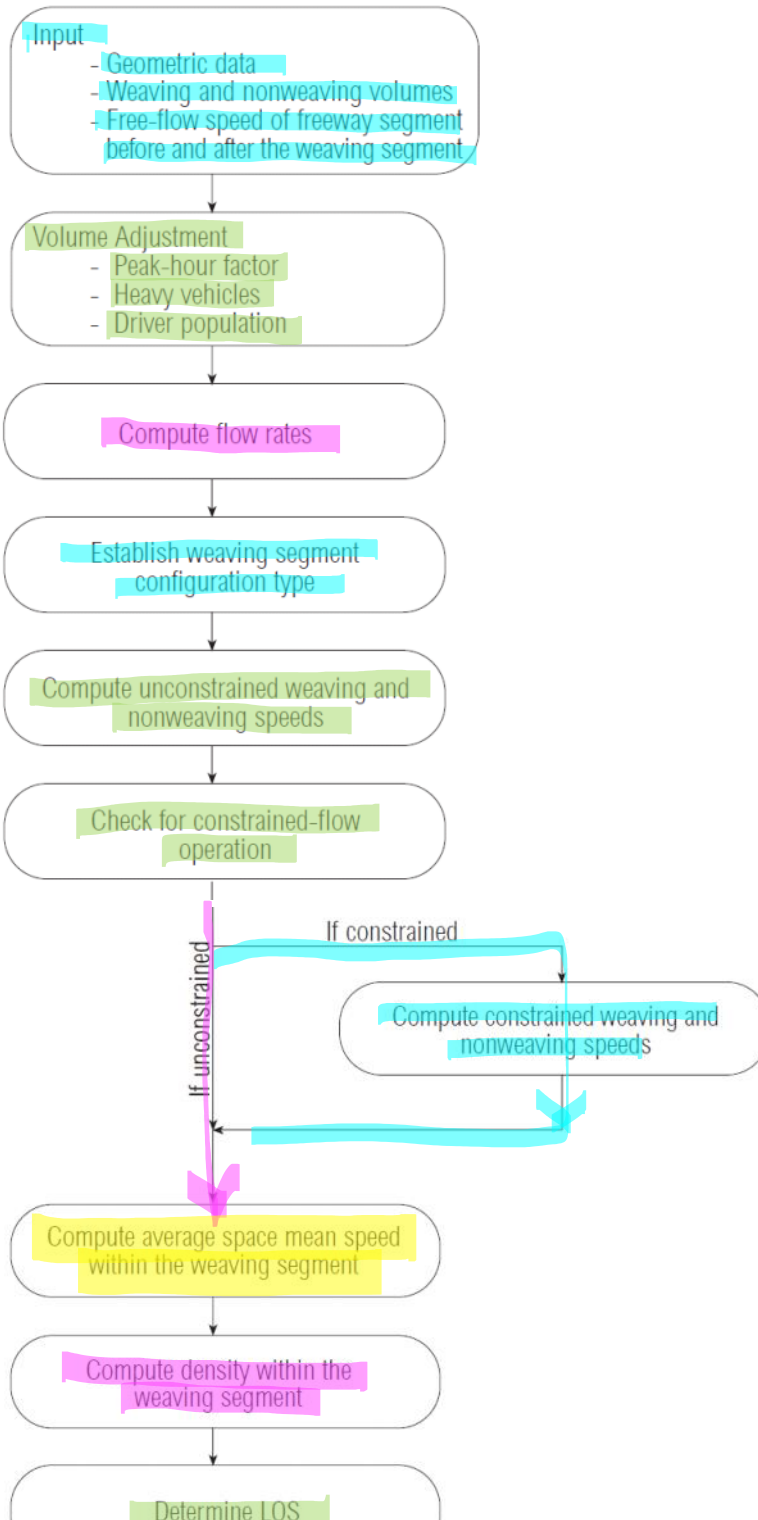 Input
- Geometric data
- Weaving and nonweaving volumes
- Free-flow speed of freeway segment
before and after the weaving segment
Volume Adjustment
- Peak-hour factor
- Heavy vehicles
- Driver population
Compute flow rates
Establish weaving segment
configuration type
Compute unconstrained weaving and
nonweaving speeds
Check for constrained-flow
operation
If constrained
If unconstrained
Compute constrained weaving and
nonweaving speeds
Compute average space mean speed
within the weaving segment
Compute density within the
weaving segment
Determine LOS